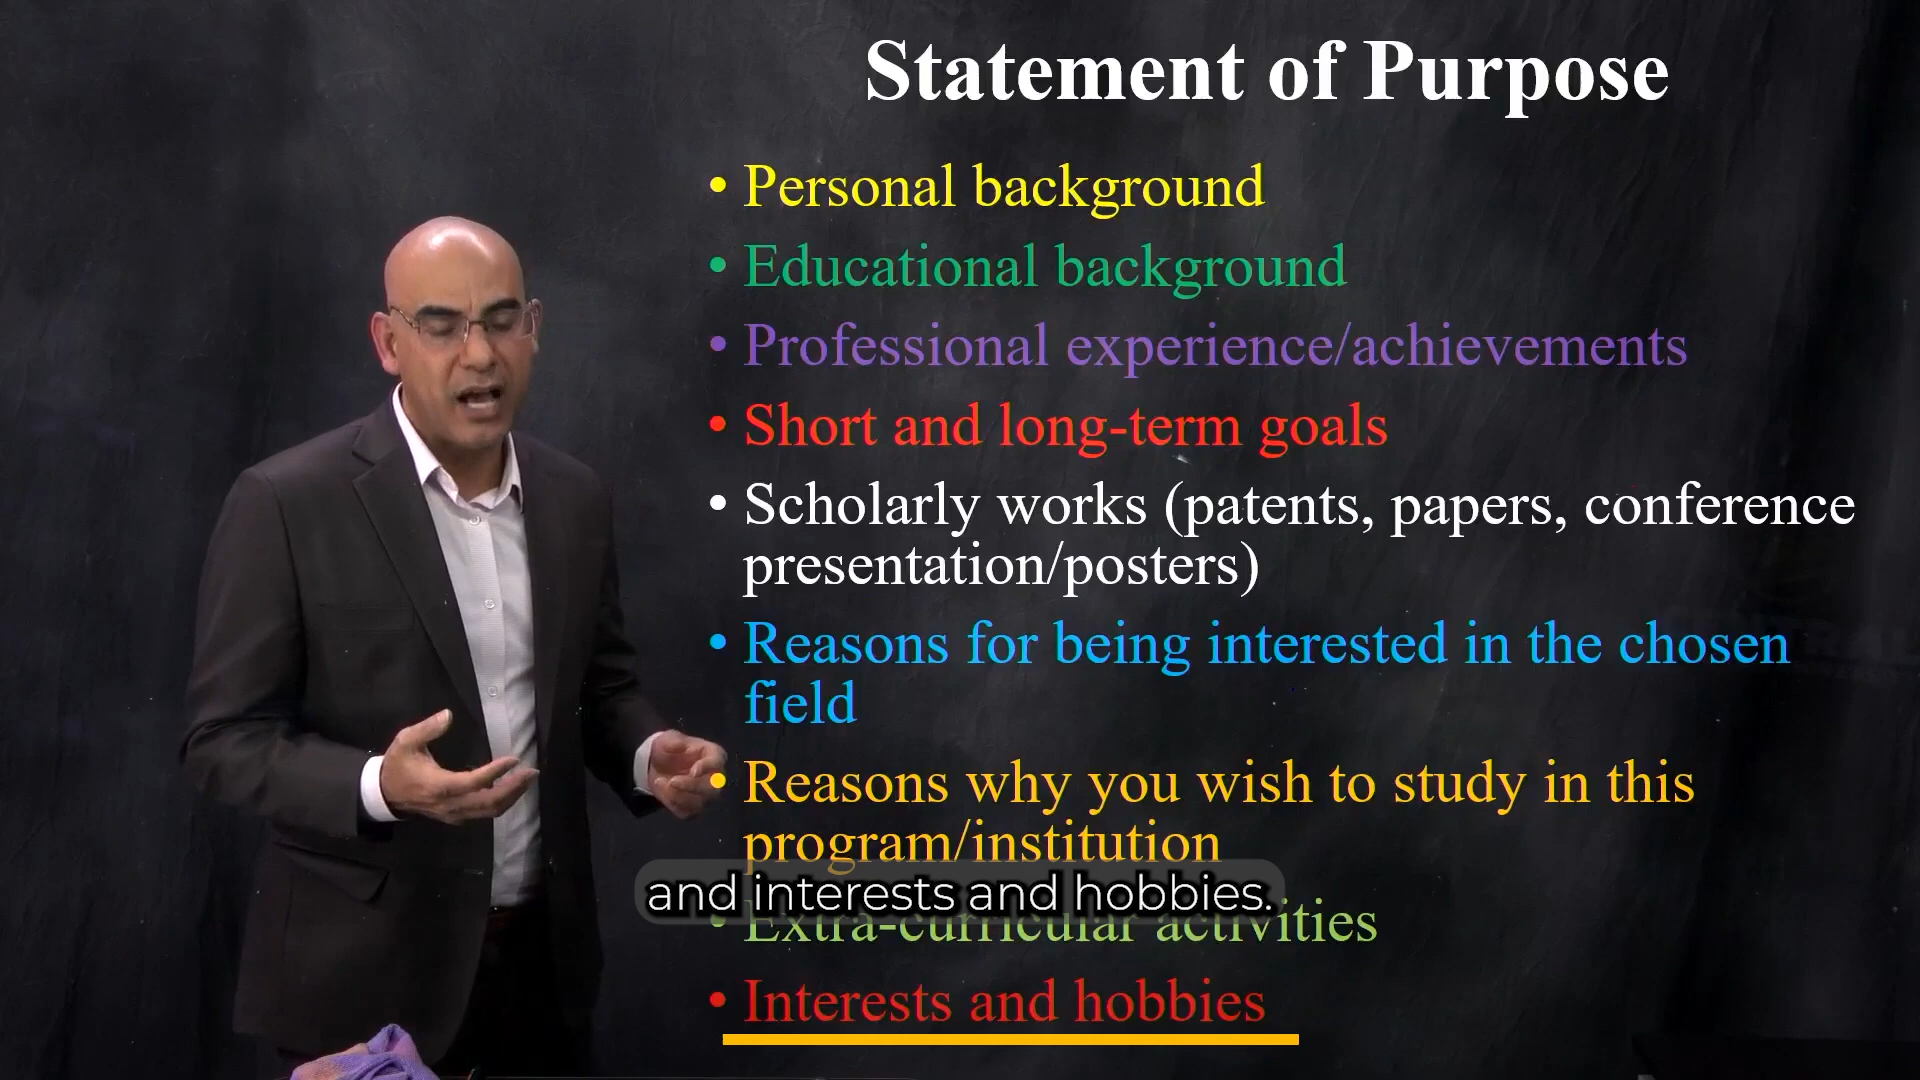 Statement of Purpose
• Personal background
• Educational background
• Professional experience/achievements
• Short and long-term goals
• Scholarly works (patents, papers, conference
presentation/posters)
• Reasons for being interested in the chosen
field
• Reasons why you wish to study in this
program/institution
and interests and hobbies.
• Extra-curricular activities
• Interests and hobbies